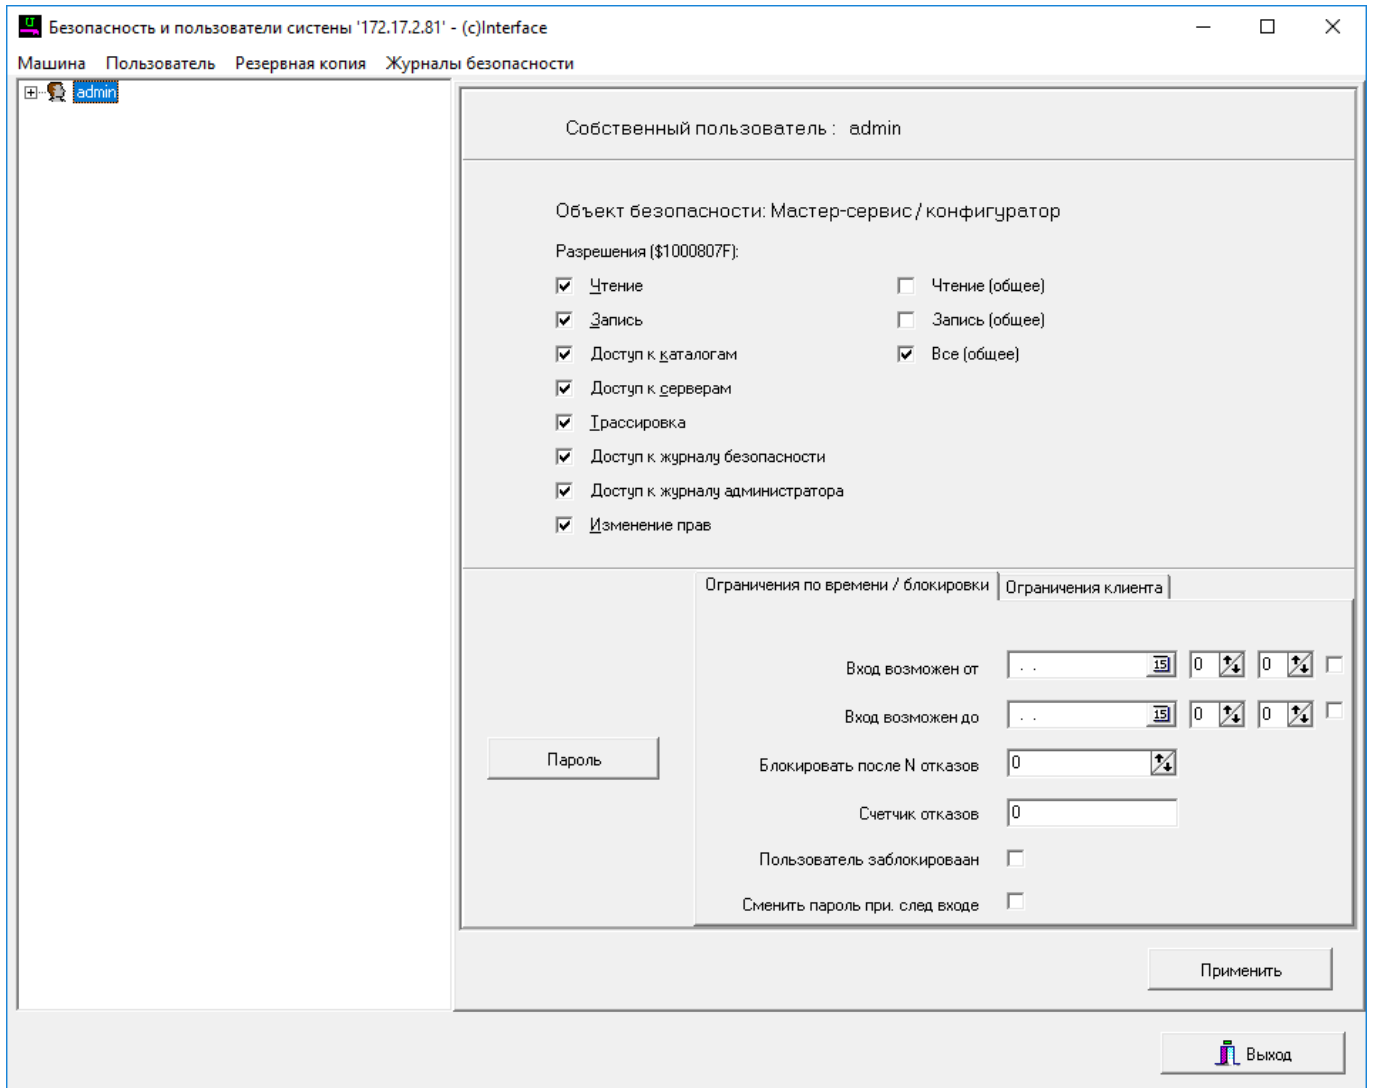 Безопасность и пользователи системы '172.17.2.81' - (c)Interface
Машина Пользователь Резервная копия Журналы безопасности
admin
Собственный пользователь : admin
Объект безопасности: Мастер-сервис / конфигуратор
Разрешения ($1000807F):
Чтение Чтение (общее)
Запись Запись (общее)
Доступ к каталогам Все (общее)
Доступ к серверам
Трассировка
Доступ к журналу безопасности
Доступ к журналу администратора
Изменение прав
Ограничения по времени / блокировки Ограничения клиента
Вход возможен от . . 15 0 0
Вход возможен до . . 15 0 0
Пароль
Блокировать после N отказов 0
Счетчик отказов 0
Пользователь заблокироваан
Сменить пароль при. след входе
Применить
Выход